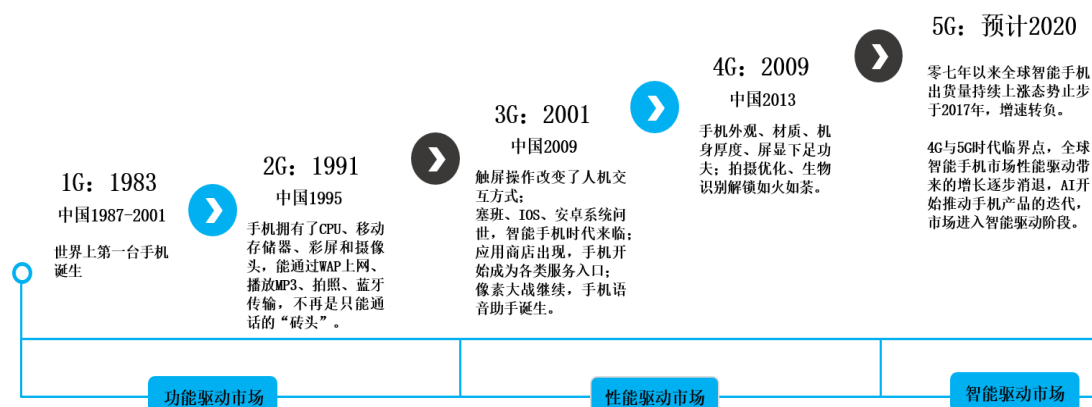 1G：1983
中国1987-2001
世界上第一台手机
诞生
2G：1991
中国1995
手机拥有了CPU、移动
存储器、彩屏和摄像
头，能通过WAP上网、
播放MP3、拍照、蓝牙
传输，不再是只能通
话的“砖头”。
3G：2001
中国2009
触屏操作改变了人机交
互方式；
塞班、IOS、安卓系统问
世，智能手机时代来临；
应用商店出现，手机开
始成为各类服务入口；
像素大战继续，手机语
音助手诞生。
4G：2009
中国2013
手机外观、材质、机
身厚度、屏显下足功
夫；拍摄优化、生物
识别解锁如火如荼。
5G：预计2020
零七年以来全球智能手机
出货量持续上涨态势止步
于2017年，增速转负。
4G与5G时代临界点，全球
智能手机市场性能驱动带
来的增长逐步消退，AI开
始推动手机产品的迭代，
市场进入智能驱动阶段。
功能驱动市场
性能驱动市场
智能驱动市场